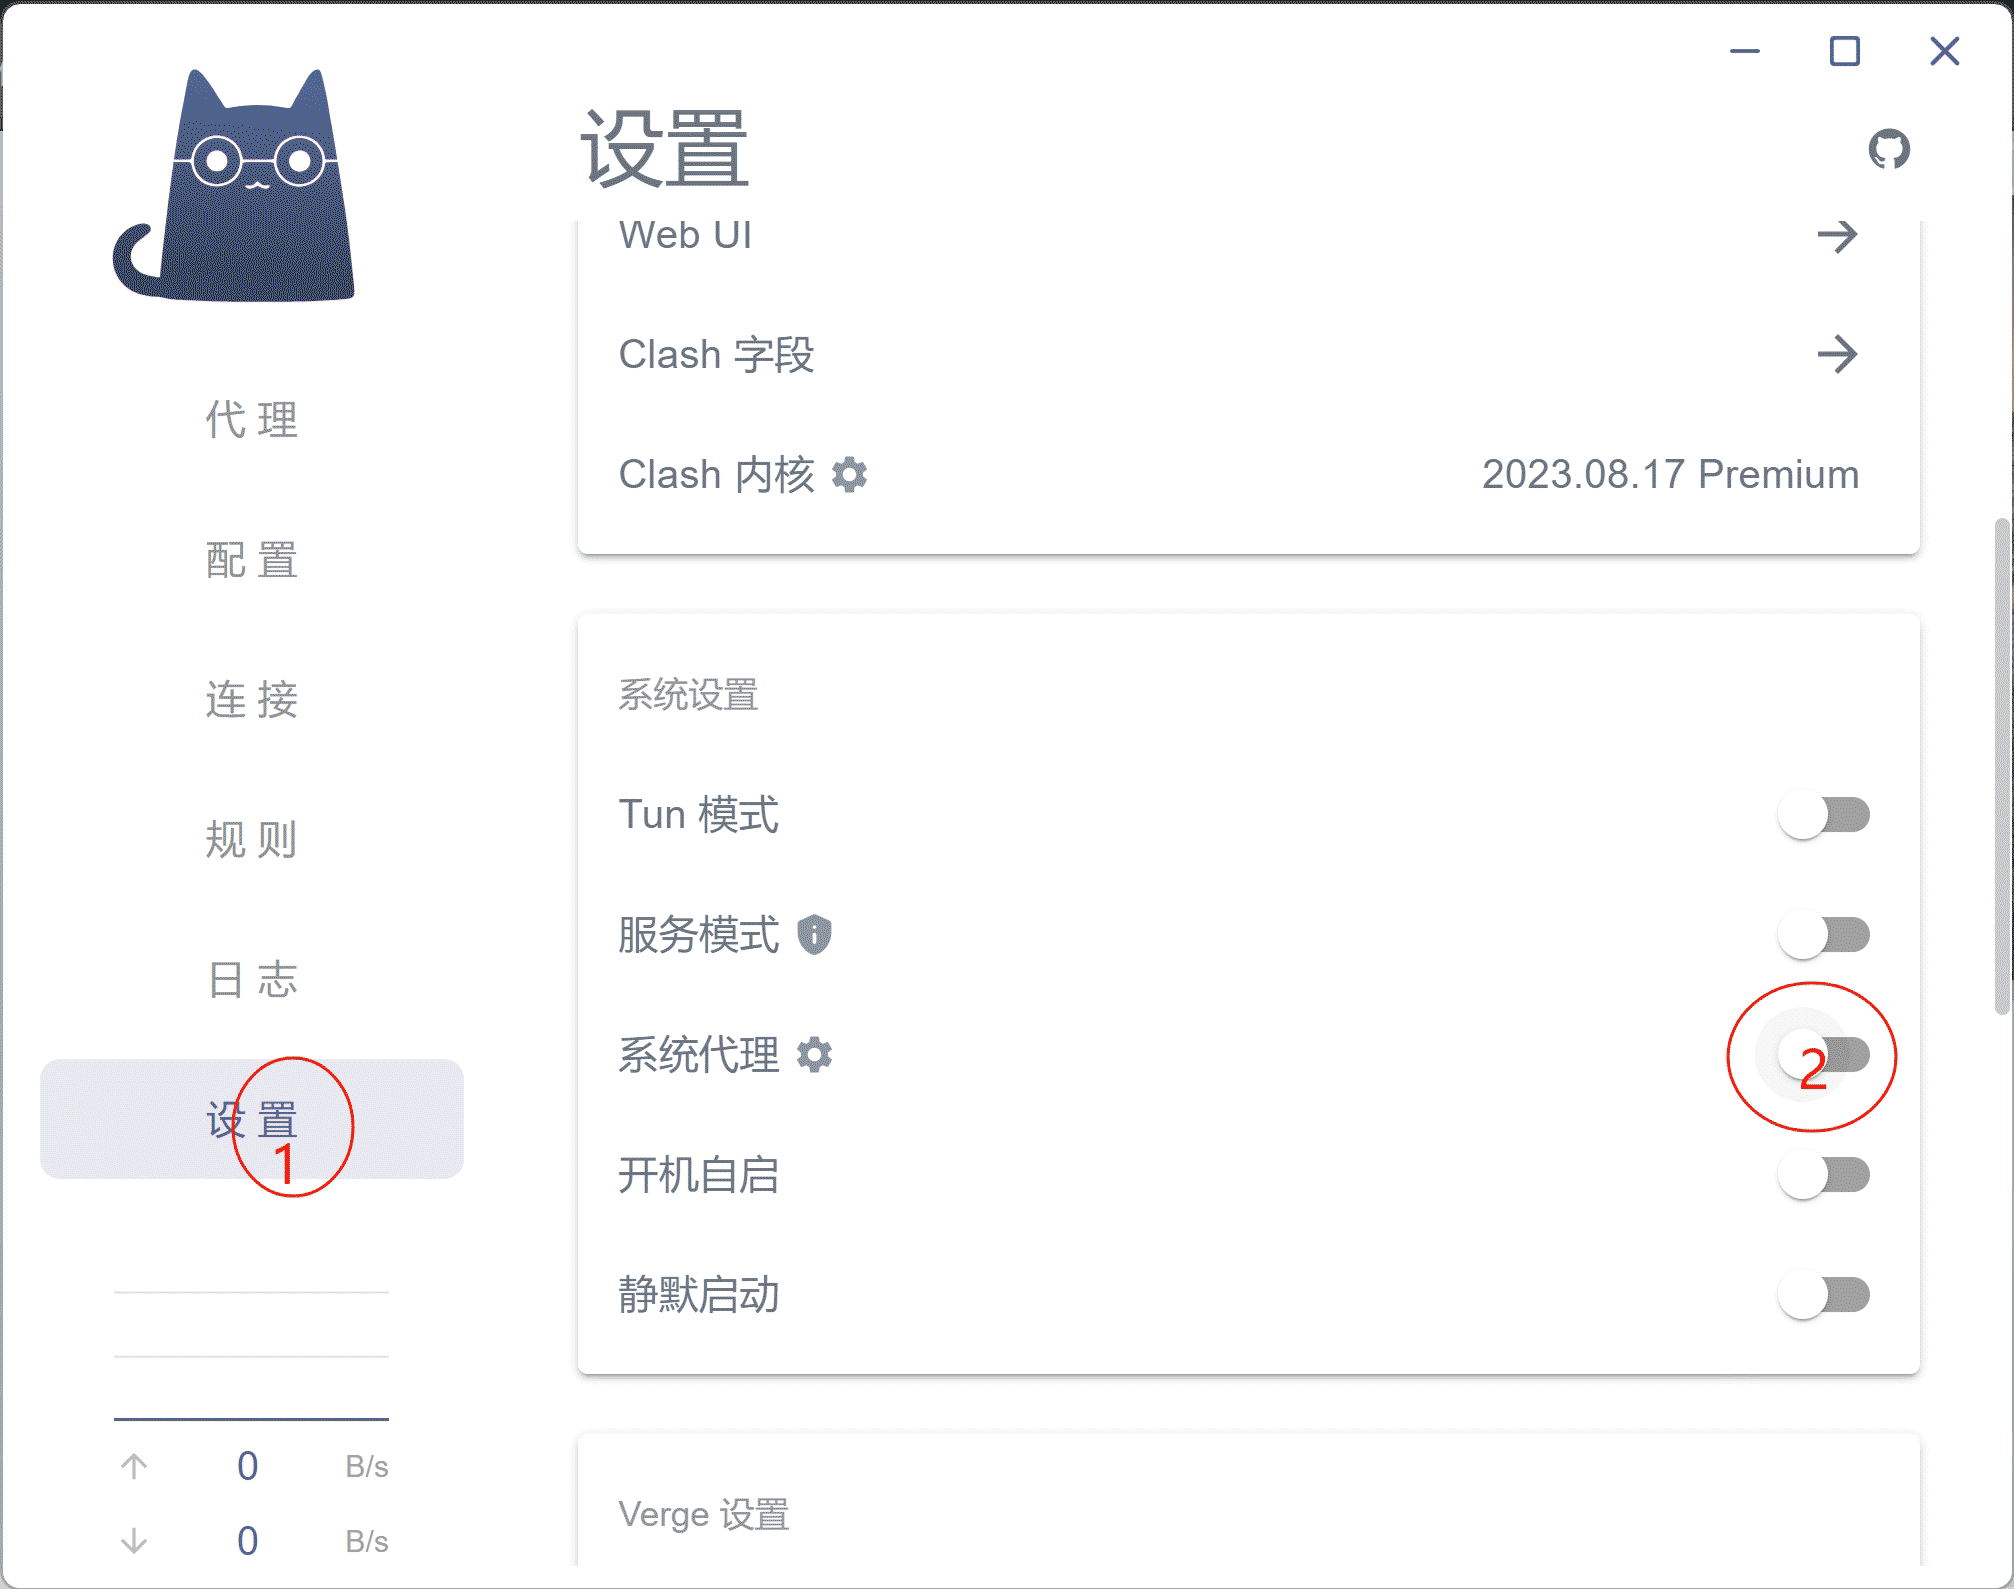 设置
Web UI
Clash 字段
Clash 内核
2023.08.17 Premium
系统设置
Tun 模式
服务模式
系统代理
2
开机自启
静默启动
Verge 设置
代 理
配 置
连 接
规 则
日 志
设 置
1
0 B/s
0 B/s